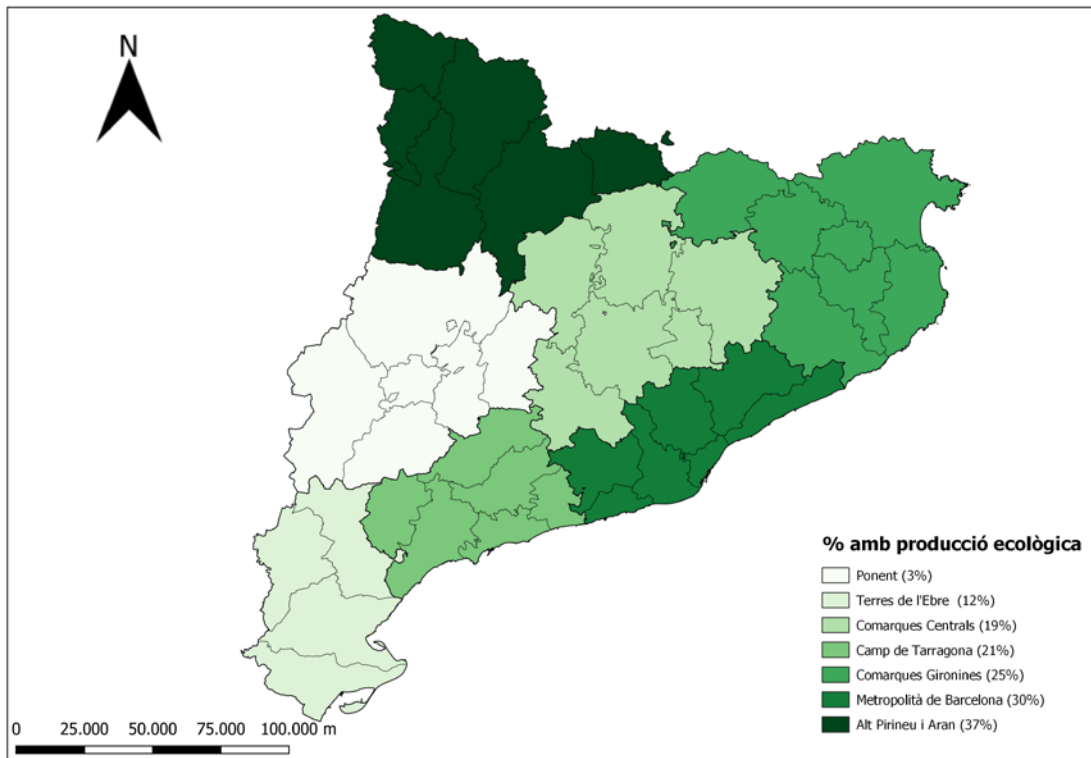 N
% amb producció ecològica
Ponent (3%)
Terres de l'Ebre (12%)
Comarques Centrals (19%)
Camp de Tarragona (21%)
Comarques Gironines (25%)
Metropolità de Barcelona (30%)
Alt Pirineu i Aran (37%)
0 25.000 50.000 75.000 100.000 m